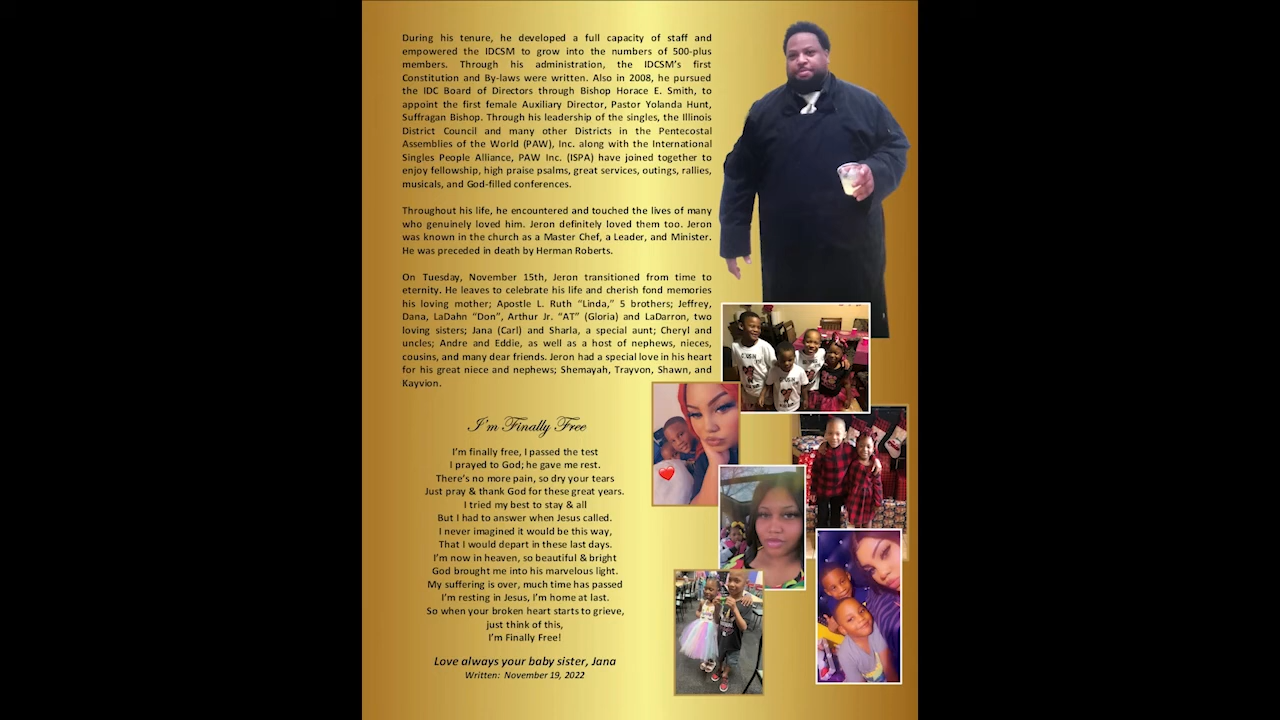 During his tenure, he developed a full capacity of staff and
empowered the IDCSM to grow into the numbers of 500-plus
members. Through his administration, the IDCSM's first
Constitution and By-laws were written. Also in 2008, he pursued
the IDC Board of Directors through Bishop Horace E. Smith, to
appoint the first female Auxiliary Director, Pastor Yolanda Hunt,
Suffragan Bishop. Through his leadership of the singles, the Illinois
District Council and many other Districts in the Pentecostal
Assemblies of the World (PAW), Inc. along with the International
Singles People Alliance, PAW Inc. (ISPA) have joined together to
enjoy fellowship, high praise psalms, great services, outings, rallies,
musicals, and God-filled conferences.
Throughout his life, he encountered and touched the lives of many
who genuinely loved him. Jeron definitely loved them too. Jeron
was known in the church as a Master Chef, a Leader, and Minister.
He was preceded in death by Herman Roberts.
On Tuesday, November 15th, Jeron transitioned from time to
eternity. He leaves to celebrate his life and cherish fond memories
his loving mother; Apostle L. Ruth “Linda,” 5 brothers; Jeffrey,
Dana, LaDahn “Don”, Arthur Jr. “AT” (Gloria) and LaDarron, two
loving sisters; Jana (Carl) and Sharla, a special aunt; Cheryl and
uncles; Andre and Eddie, as well as a host of nephews, nieces,
cousins, and many dear friends. Jeron had a special love in his heart
for his great niece and nephews; Shemayah, Trayvon, Shawn, and
Kayvion.
I'm Finally Free
I'm finally free, I passed the test
I prayed to God; he gave me rest.
There's no more pain, so dry your tears
Just pray & thank God for these great years.
I tried my best to stay & all
But I had to answer when Jesus called.
I never imagined it would be this way,
That I would depart in these last days.
I'm now in heaven, so beautiful & bright
God brought me into his marvelous light.
My suffering is over, much time has passed
I'm resting in Jesus, I'm home at last.
So when your broken heart starts to grieve,
just think of this,
I'm Finally Free!
Love always your baby sister, Jana
Written: November 19, 2022